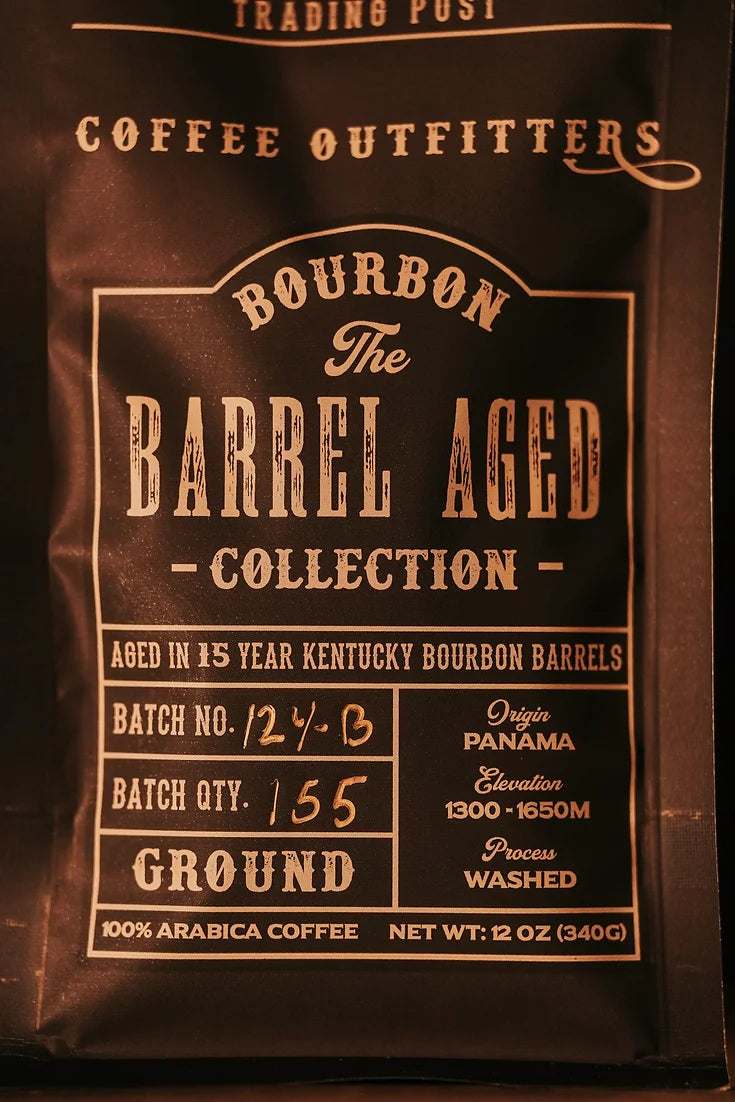 TRADING POST
COFFEE OUTFITTERS
BOURBON
The
BARREL AGED
- COLLECTION -
AGED IN 15 YEAR KENTUCKY BOURBON BARRELS
BATCH NO. 124-B
BATCH QTY. 155
GROUND
Origin
PANAMA
Elevation
1300 - 1650M
Process
WASHED
100% ARABICA COFFEE NET WT: 12 OZ (340G)